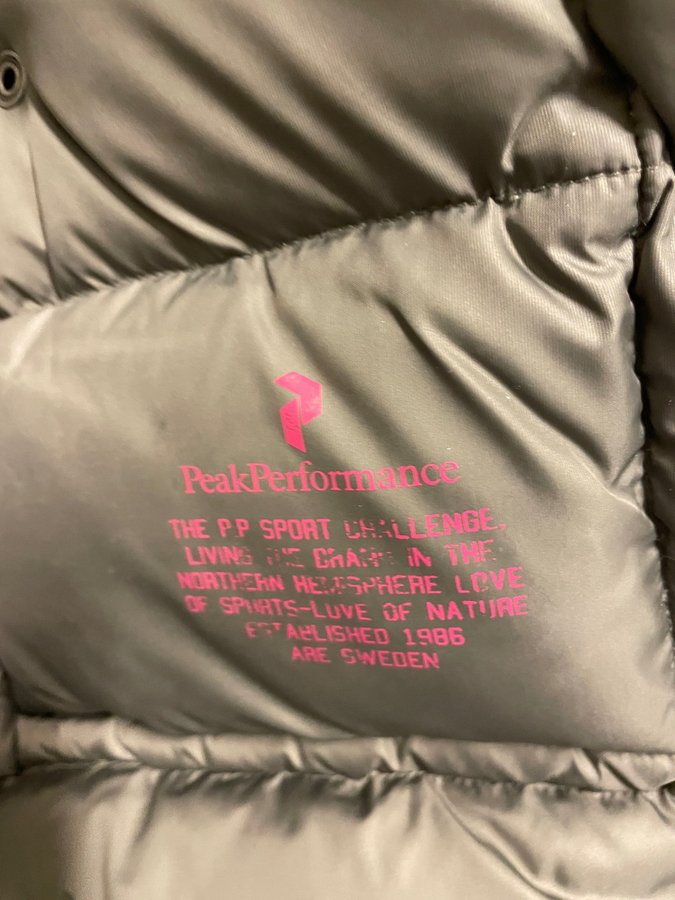 PeakPerformance
THE P.P SPORT CHALLENGE,
LIVING THE IN THE
NORTHERN HEMISPHERE LOVE
OF SPORTS-LOVE OF NATURE
ESTABLISHED 1986
ARE SWEDEN